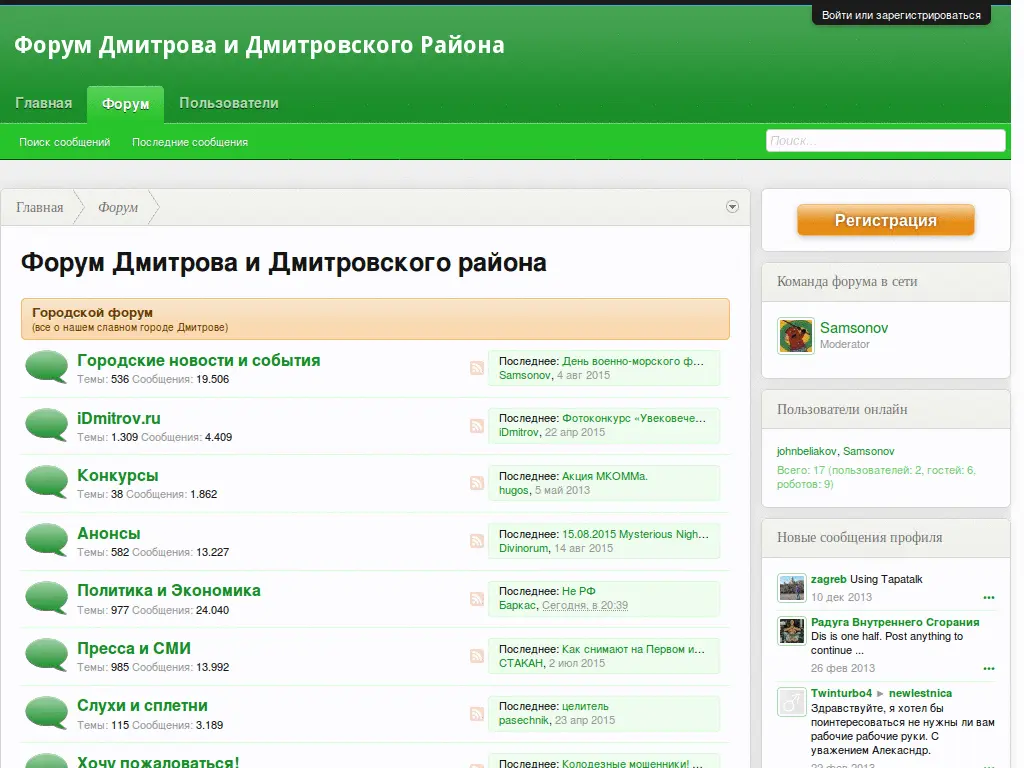 Войти или зарегистрироваться
Форум Дмитрова и Дмитровского Района
Главная
Форум
Пользователи
Поиск сообщений
Последние сообщения
Поиск...
Главная
Форум
Форум Дмитрова и Дмитровского района
Городской форум
(все о нашем славном городе Дмитрове)
Городские новости и события
Темы: 536 Сообщения: 19.506
Последнее: День военно-морского ф...
Samsonov, 4 авг 2015
iDmitrov.ru
Темы: 1.309 Сообщения: 4.409
Последнее: Фотоконкурс «Увековече...
iDmitrov, 22 апр 2015
Конкурсы
Темы: 38 Сообщения: 1.862
Последнее: Акция МКОММа.
hugos, 5 май 2013
Анонсы
Темы: 582 Сообщения: 13.227
Последнее: 15.08.2015 Mysterious Nigh...
Divinorum, 14 авг 2015
Политика и Экономика
Темы: 977 Сообщения: 24.040
Последнее: Не РФ
Баркас, Сегодня, в 20:39
Пресса и СМИ
Темы: 985 Сообщения: 13.992
Последнее: Как снимают на Первом и...
СТАКАН, 2 июл 2015
Слухи и сплетни
Темы: 115 Сообщения: 3.189
Последнее: целитель
pasechnik, 23 апр 2015
Хочу пожаловаться!
Последнее: Колодезные мошенники! ...
Регистрация
Команда форума в сети
Samsonov
Moderator
Пользователи онлайн
johnbeliakov, Samsonov
Всего: 17 (пользователей: 2, гостей: 6,
роботов: 9)
Новые сообщения профиля
zagreb Using Tapatalk
10 дек 2013
•••
Радуга Внутреннего Сгорания
Dis is one half. Post anything to
continue ...
26 фев 2013
•••
Twinturbo4 ► newlestnica
Здравствуйте, я хотел бы
поинтересоваться не нужны ли вам
рабочие рабочие руки. С
уважением Алекасндр.
22 фев 2013